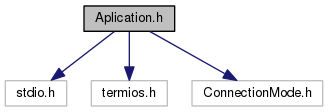 Aplication.h
stdio.h
termios.h
ConnectionMode.h